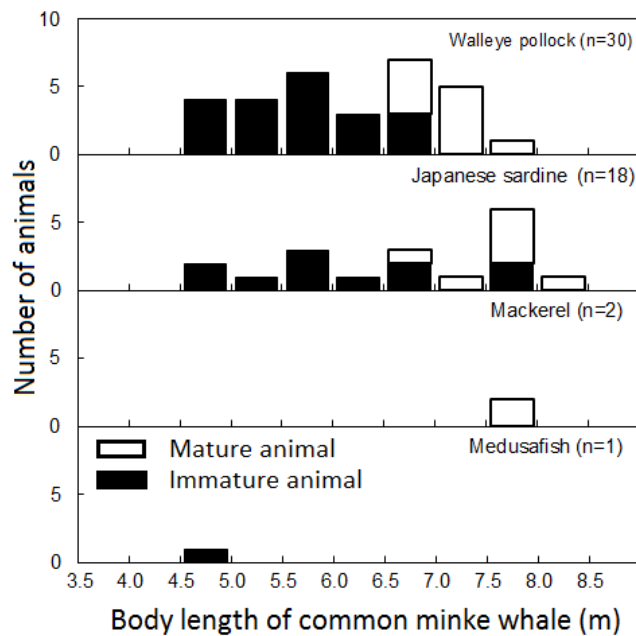 10
Walleye pollock (n=30)
5
0
Japanese sardine (n=18)
5
0
Mackerel (n=2)
5
0
Medusafish (n=1)
Mature animal
Immature animal
5
0
3.5 4.0 4.5 5.0 5.5 6.0 6.5 7.0 7.5 8.0 8.5
Number of animals
Body length of common minke whale (m)